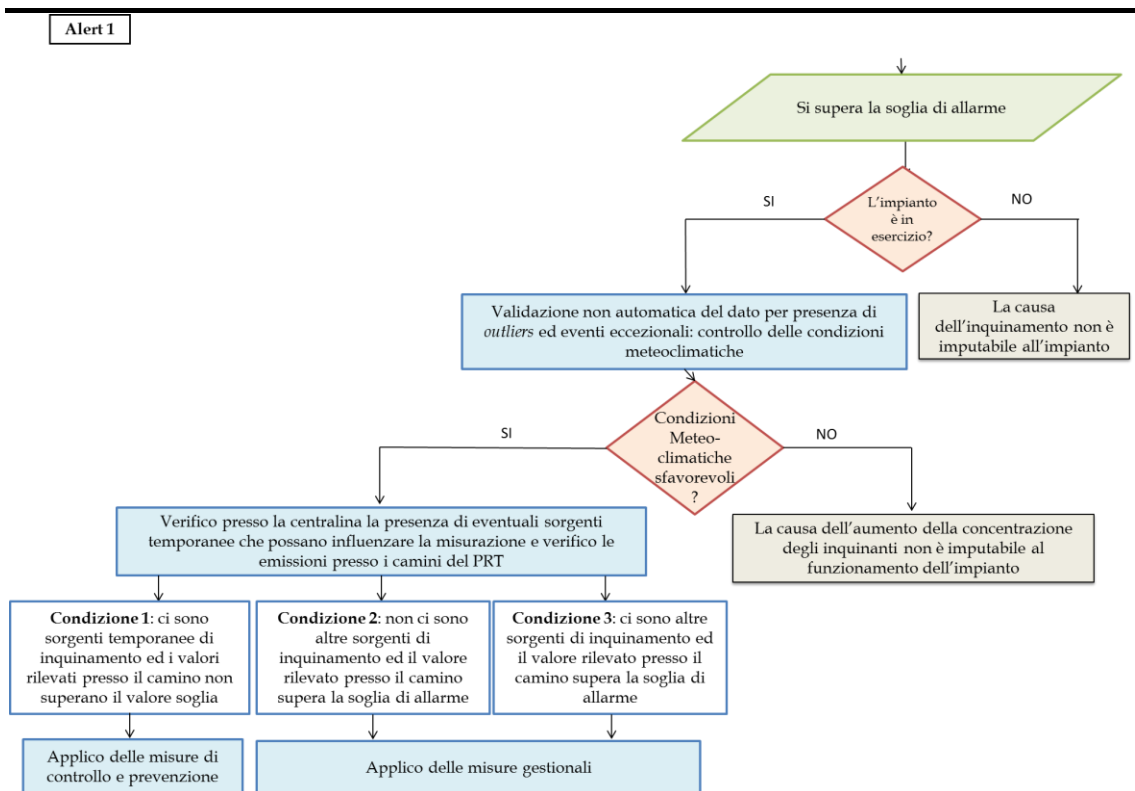 Alert 1
Si supera la soglia di allarme
L'impianto
è in
esercizio?
SI
NO
Validazione non automatica del dato per presenza di
outliers ed eventi eccezionali: controllo delle condizioni
meteoclimatiche
La causa
dell'inquinamento non è
imputabile all'impianto
Condizioni
Meteo-
climatiche
sfavorevoli
?
SI
NO
Verifico presso la centralina la presenza di eventuali sorgenti
temporanee che possano influenzare la misurazione e verifico le
emissioni presso i camini del PRT
La causa dell'aumento della concentrazione
degli inquinanti non è imputabile al
funzionamento dell'impianto
Condizione 1: ci sono
sorgenti temporanee di
inquinamento ed i valori
rilevati presso il camino non
superano il valore soglia
Condizione 2: non ci sono
altre sorgenti di
inquinamento ed il valore
rilevato presso il camino
supera la soglia di allarme
Condizione 3: ci sono altre
sorgenti di inquinamento ed
il valore rilevato presso il
camino supera la soglia di
allarme
Applico delle misure di
controllo e prevenzione
Applico delle misure gestionali